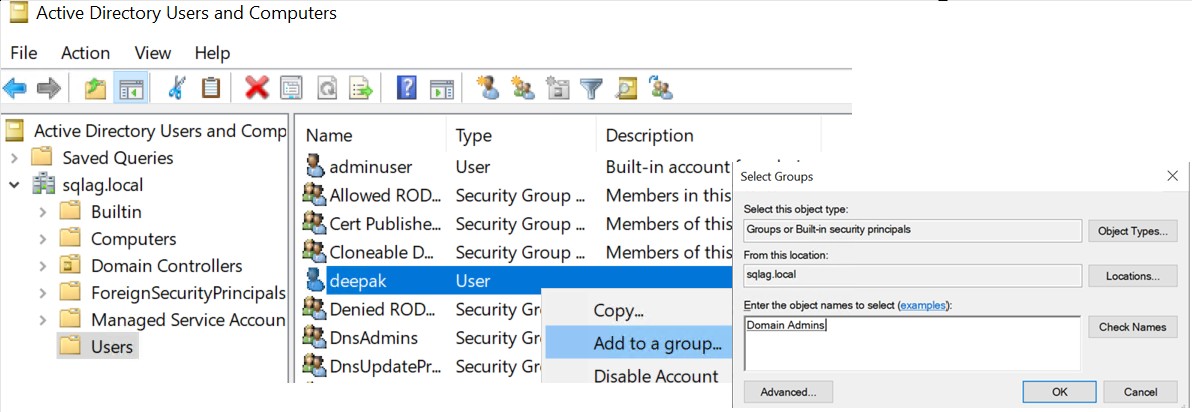 Active Directory Users and Computers
File Action View Help
Active Directory Users and Comp
Saved Queries
sqlag.local
Builtin
Computers
Domain Controllers
ForeignSecurityPrincipals
Managed Service Accoun
Users
Name Type Description
adminuser User Built-in account
Allowed ROD... Security Group ... Members in this
Cert Publishe... Security Group ... Members of this
Cloneable D... Security Group ... Members of this
deepak User
Denied ROD... Security Gr
DnsAdmins Security Gr
DnsUpdatePr... Security Gr
Copy...
Add to a group...
Disable Account
Select Groups
Select this object type:
Groups or Built-in security principals
Object Types...
From this location:
sqlag.local
Locations...
Enter the object names to select (examples):
Domain Admins
Check Names
Advanced...
OK
Cancel